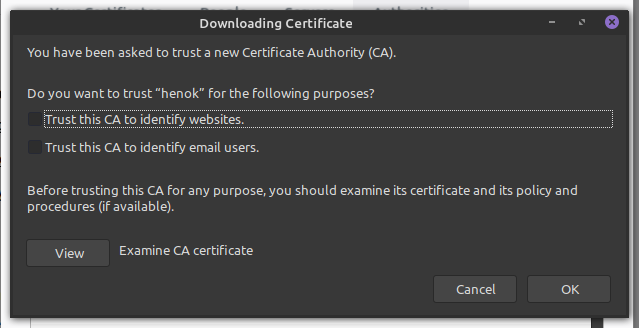 Downloading Certificate
You have been asked to trust a new Certificate Authority (CA).
Do you want to trust “henok” for the following purposes?
Trust this CA to identify websites.
Trust this CA to identify email users.
Before trusting this CA for any purpose, you should examine its certificate and its policy and
procedures (if available).
View Examine CA certificate
Cancel OK